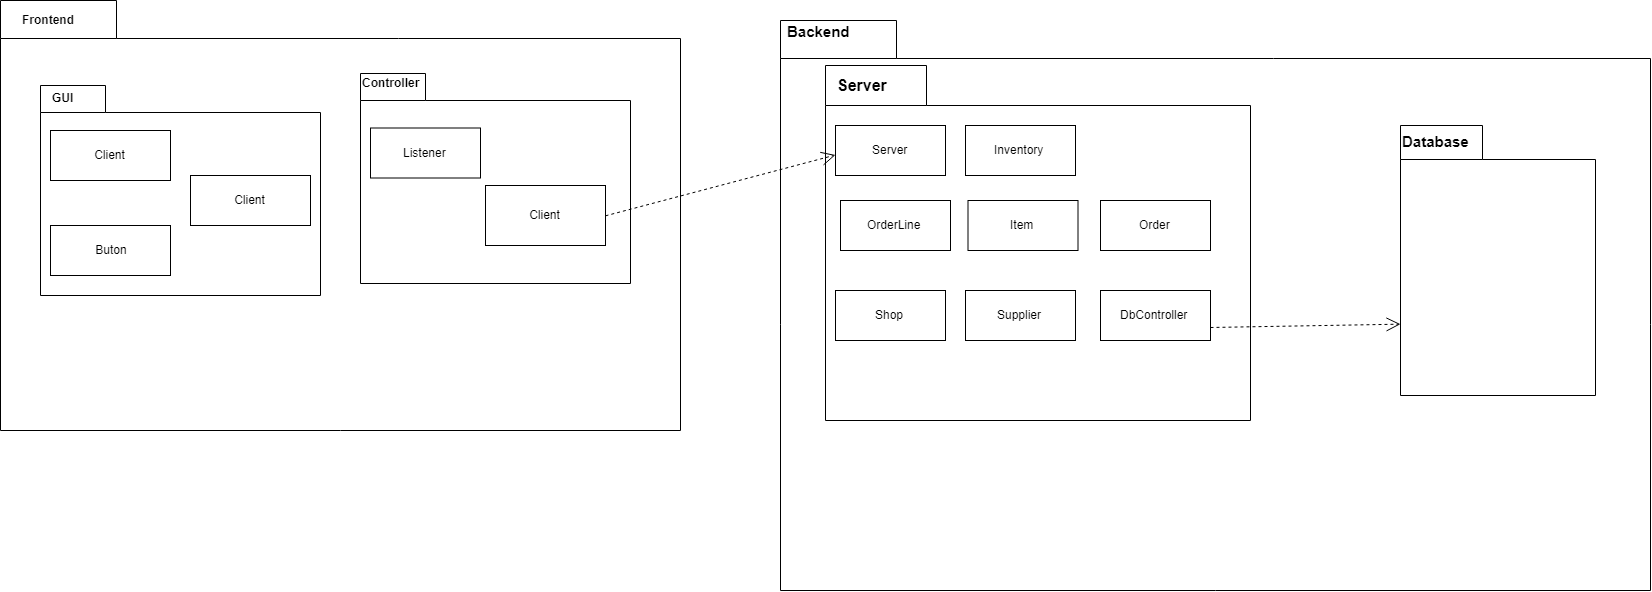 Frontend
GUI
Client
Client
Buton
Controller
Listener
Client
Backend
Server
Server
Inventory
OrderLine
Item
Order
Shop
Supplier
DbController
Database